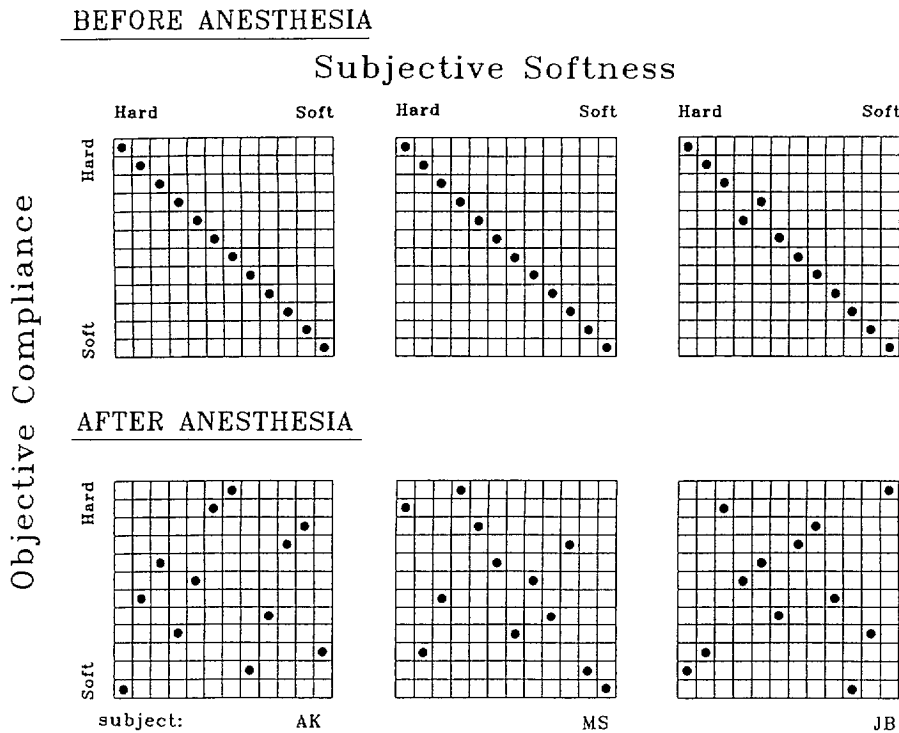 BEFORE ANESTHESIA
Subjective Softness
Hard Soft Hard Soft Hard Soft
Hard
Soft
Objective Compliance
AFTER ANESTHESIA
Hard
Soft
subject: AK MS JB